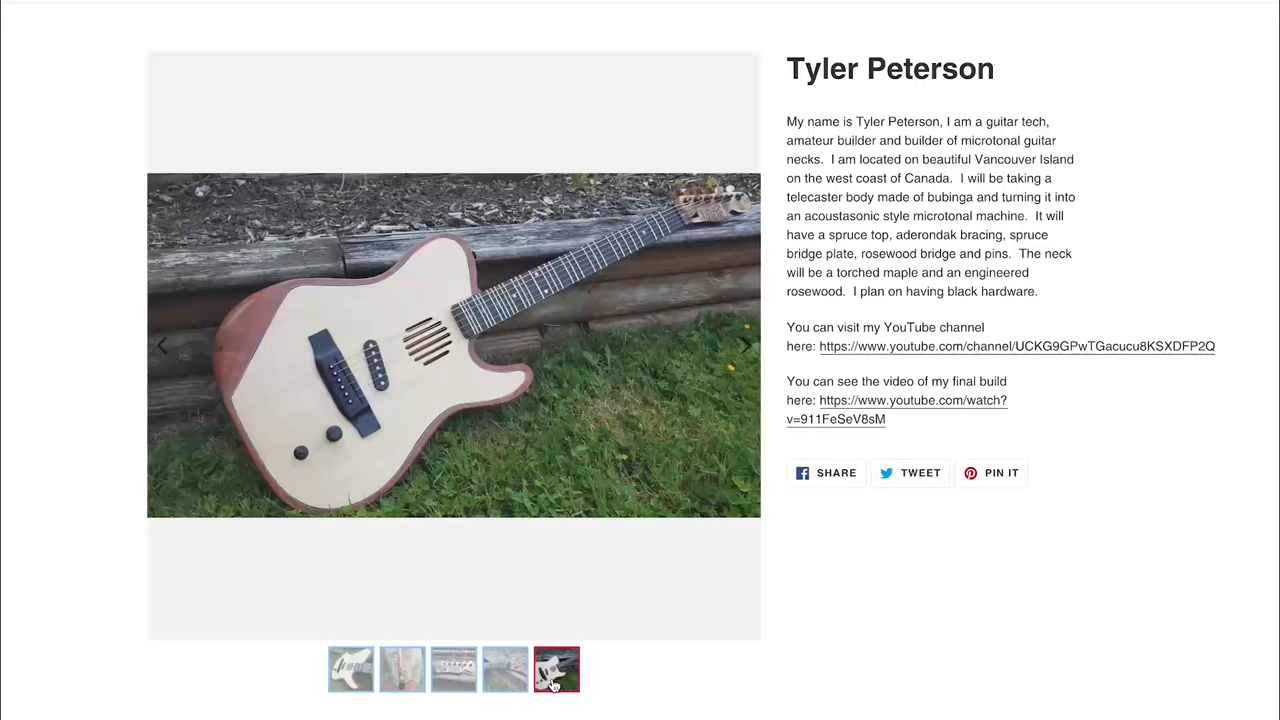 Tyler Peterson
My name is Tyler Peterson, I am a guitar tech,
amateur builder and builder of microtonal guitar
necks.  I am located on beautiful Vancouver Island
on the west coast of Canada.  I will be taking a
telecaster body made of bubinga and turning it into
an acoustasonic style microtonal machine.  It will
have a spruce top, aderondak bracing, spruce
bridge plate, rosewood bridge and pins.  The neck
will be a torched maple and an engineered
rosewood.  I plan on having black hardware.
You can visit my YouTube channel
here: https://www.youtube.com/channel/UCKG9GPwTGacucu8KSXDFP2Q
You can see the video of my final build
here: https://www.youtube.com/watch?
v=911FeSeV8sM
SHARE TWEET PIN IT